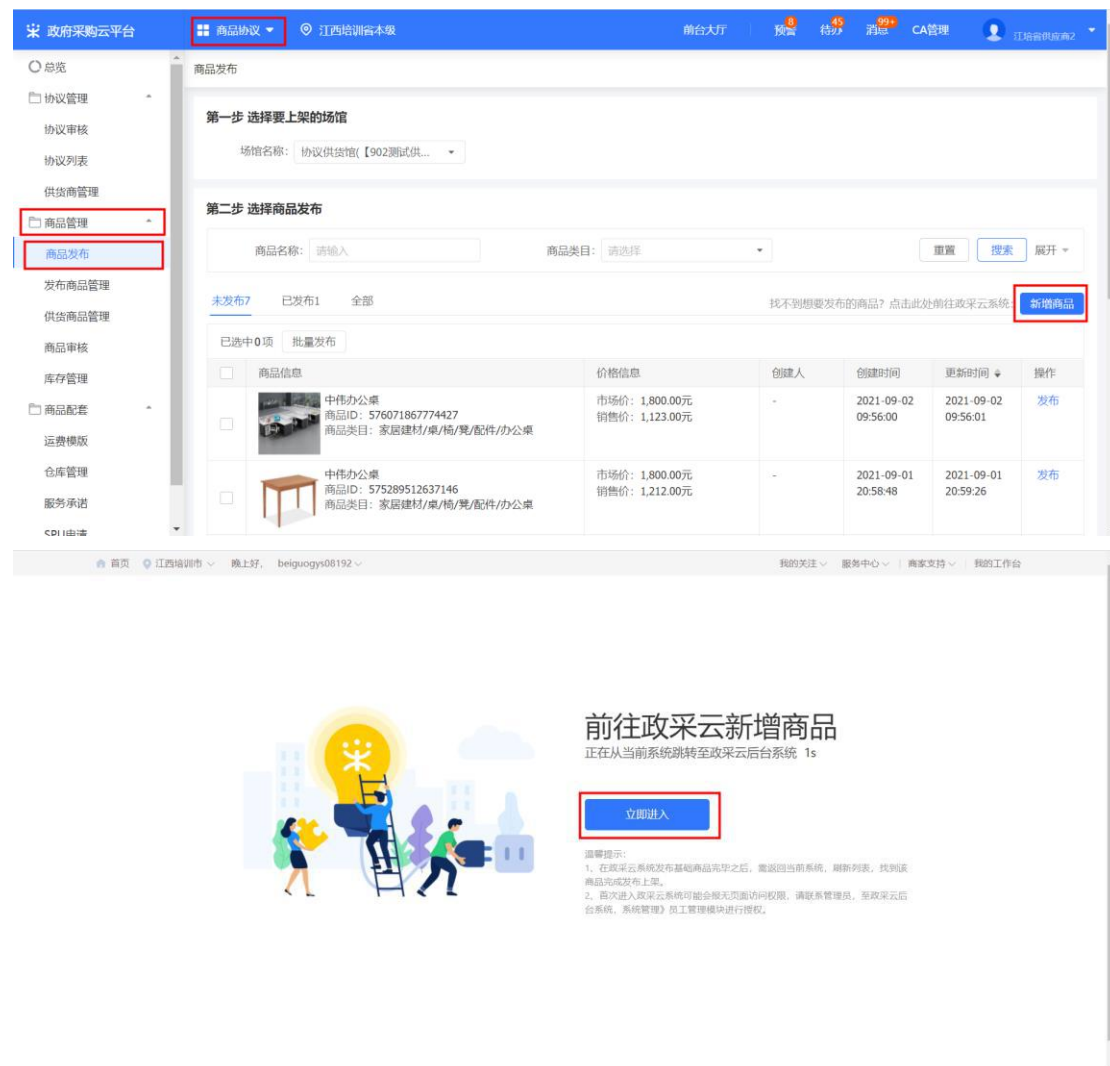 政府采购云平台 商品协议 江西培训省本级 前台大厅 预警 8 待办 45 消息 99+ CA管理 江培省供应商2
总览
协议管理
协议审核
协议列表
供货商管理
商品管理
商品发布
发布商品管理
供货商品管理
商品审核
库存管理
商品配套
运费模版
仓库管理
服务承诺
SPU申请
商品发布
第一步 选择要上架的场馆
场馆名称： 协议供货馆(【902测试供...
第二步 选择商品发布
商品名称： 请输入 商品类目： 请选择 重置 搜索 展开
未发布7 已发布1 全部 找不到想要发布的商品？点击此处前往政采云系统 新增商品
已选中0项 批量发布
商品信息 价格信息 创建人 创建时间 更新时间 操作
中伟办公桌
商品ID：576071867774427
商品类目：家居建材/桌/椅/凳/配件/办公桌
市场价：1,800.00元
销售价：1,123.00元
-
2021-09-02
09:56:00
2021-09-02
09:56:01
发布
中伟办公桌
商品ID：575289512637146
商品类目：家居建材/桌/椅/凳/配件/办公桌
市场价：1,800.00元
销售价：1,212.00元
-
2021-09-01
20:58:48
2021-09-01
20:59:26
发布
首页 江西培训市 晚上好， beiguogys08192 我的关注 服务中心 商家支持 我的工作台
前往政采云新增商品
正在从当前系统跳转至政采云后台系统 1s
立即进入
温馨提示：
1、在政采云系统发布基础商品完毕之后，需返回当前系统，刷新列表，找到该
商品完成发布上架。
2、首次进入政采云系统可能会报无页面访问权限，请联系管理员，至政采云后
台系统，系统管理》员工管理模块进行授权。